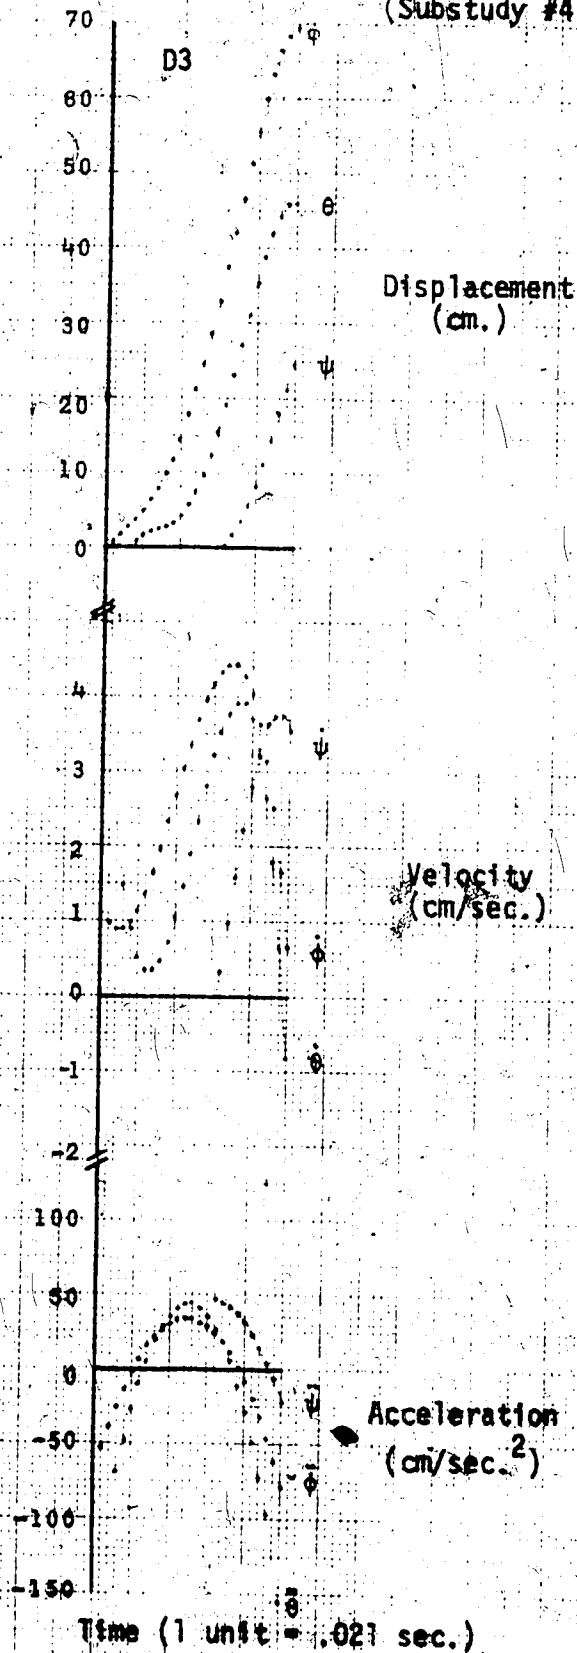 (Substudy #4
70
D3
φ
60
50
θ
40
Displacement
(cm.)
30
ψ
20
10
0
4
ψ̇
3
2
Velocity
(cm/sec.)
1
φ̇
0
θ̇
-1
-2
100
50
0
ψ̈
Acceleration
(cm/sec.²)
-50
φ̈
-100
-150
θ̈
Time (1 unit = .021 sec.)